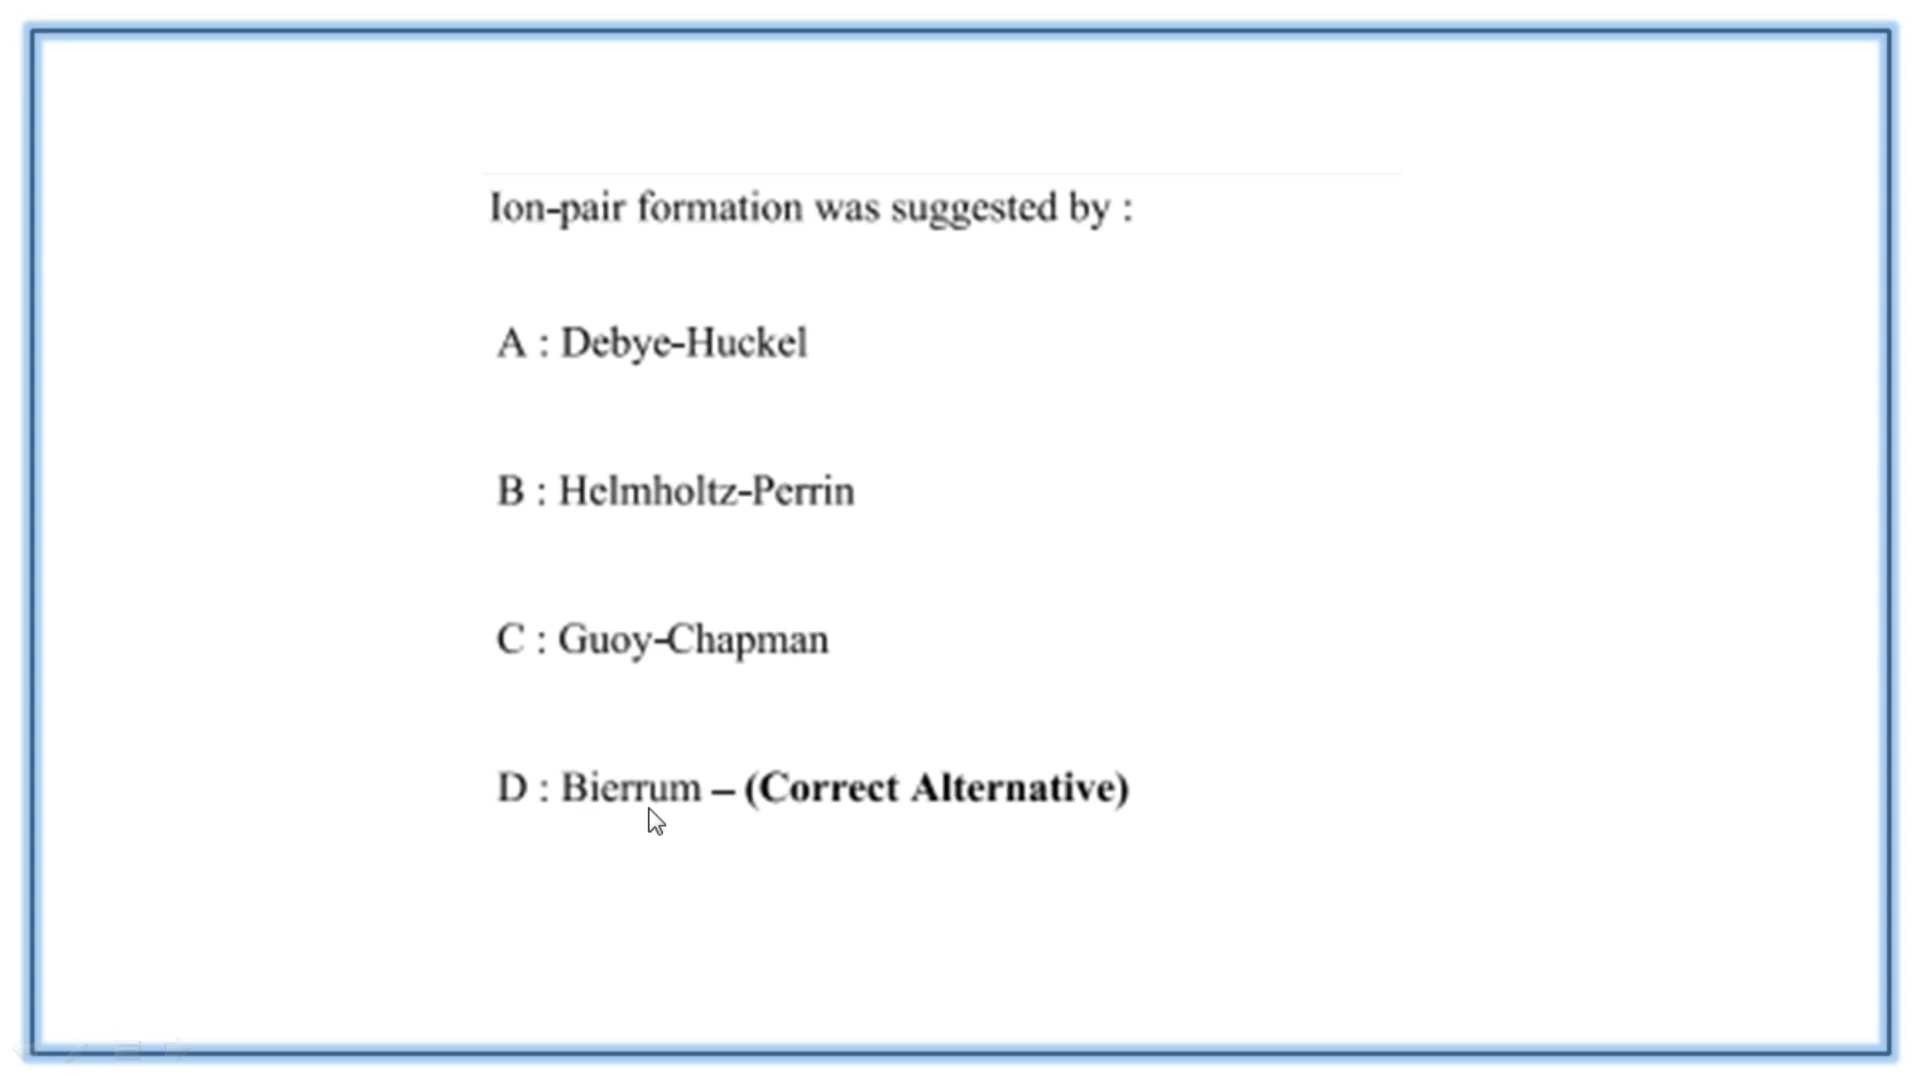 Ion-pair formation was suggested by :
A : Debye-Huckel
B : Helmholtz-Perrin
C : Guoy-Chapman
D : Bierrum – (Correct Alternative)